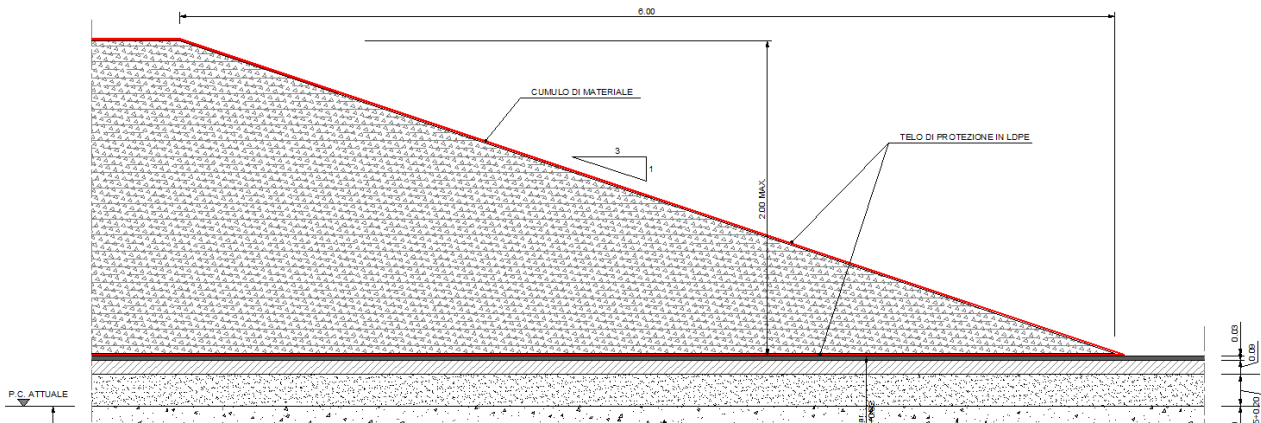 6.00
CUMULO DI MATERIALE
TELO DI PROTEZIONE IN LDPE
3
1
2.00 MAX.
0.03
0.09
P.C. ATTUALE